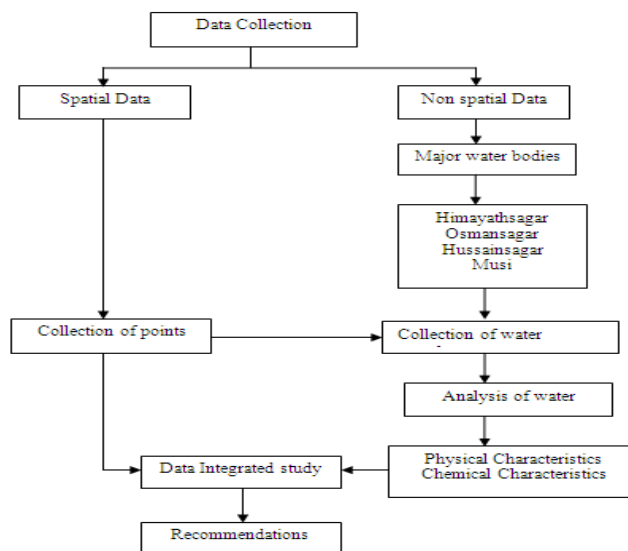 Data Collection
Spatial Data
Non spatial Data
Major water bodies
Himayathsagar
Osmansagar
Hussainsagar
Musi
Collection of points
Collection of water
Analysis of water
Physical Characteristics
Chemical Characteristics
Data Integrated study
Recommendations